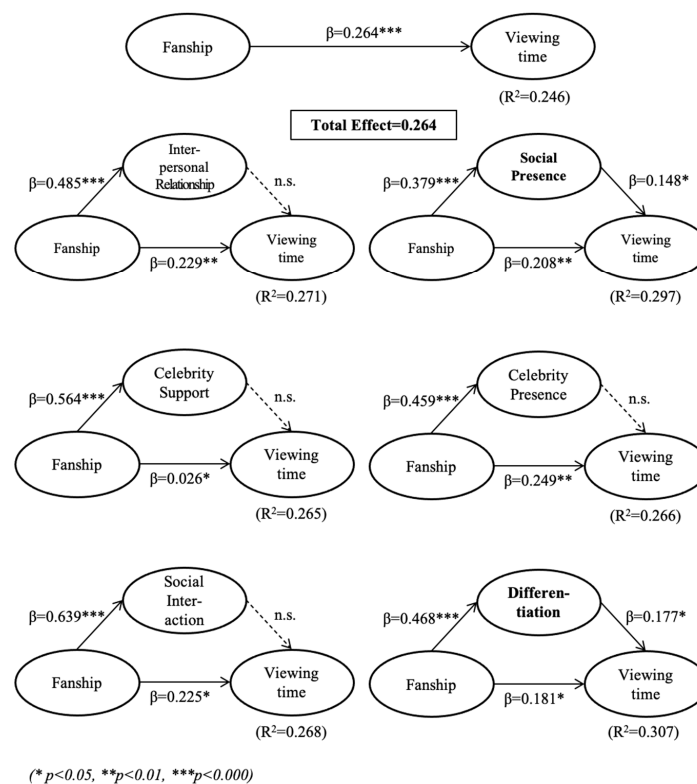 β=0.264***
Fanship
Viewing
time
(R²=0.246)
Total Effect=0.264
Inter-
personal
Relationship
β=0.485***
n.s.
Fanship
β=0.229**
Viewing
time
(R²=0.271)
Social
Presence
β=0.379***
β=0.148*
Fanship
β=0.208**
Viewing
time
(R²=0.297)
Celebrity
Support
β=0.564***
n.s.
Fanship
β=0.026*
Viewing
time
(R²=0.265)
Celebrity
Presence
β=0.459***
n.s.
Fanship
β=0.249**
Viewing
time
(R²=0.266)
Social
Inter-
action
β=0.639***
n.s.
Fanship
β=0.225*
Viewing
time
(R²=0.268)
Differen-
tiation
β=0.468***
β=0.177*
Fanship
β=0.181*
Viewing
time
(R²=0.307)
(* p<0.05, **p<0.01, ***p<0.000)